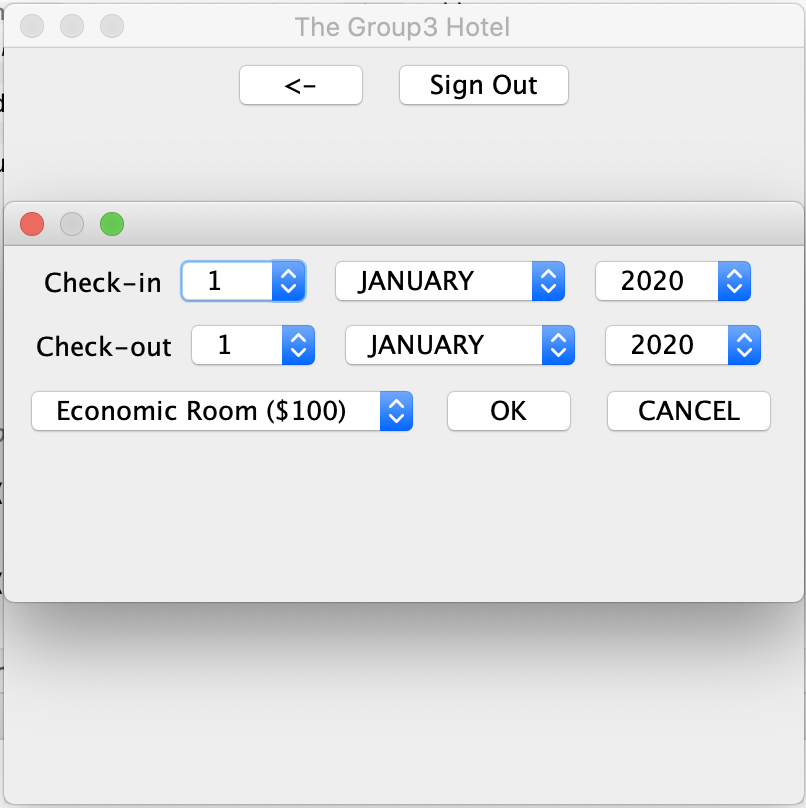 The Group3 Hotel
<- Sign Out
Check-in 1 JANUARY 2020
Check-out 1 JANUARY 2020
Economic Room ($100) OK CANCEL